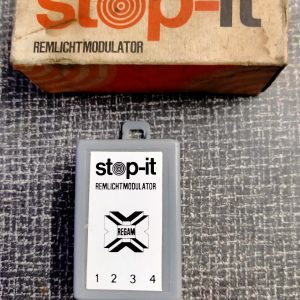 stop-it
REMLICHTMODULATOR
stop-it
REMLICHTMODULATOR
REGAM
1 2 3 4